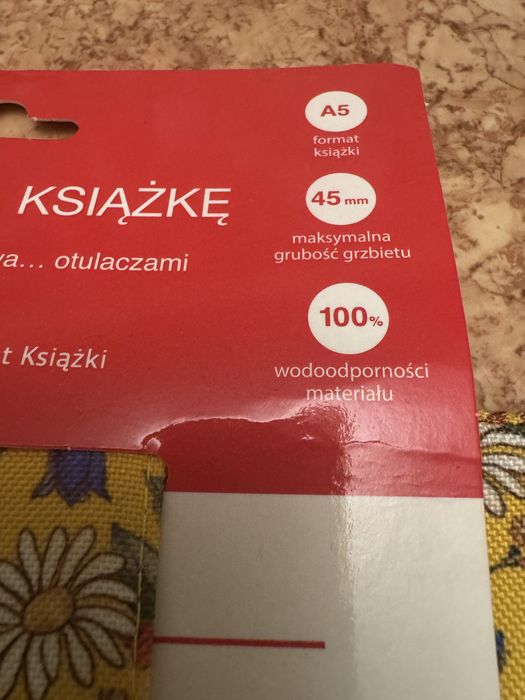 A5
format
książki
KSIĄŻKĘ
45 mm
maksymalna
grubość grzbietu
... otulaczami
100%
t Książki
wodoodporności
materiału